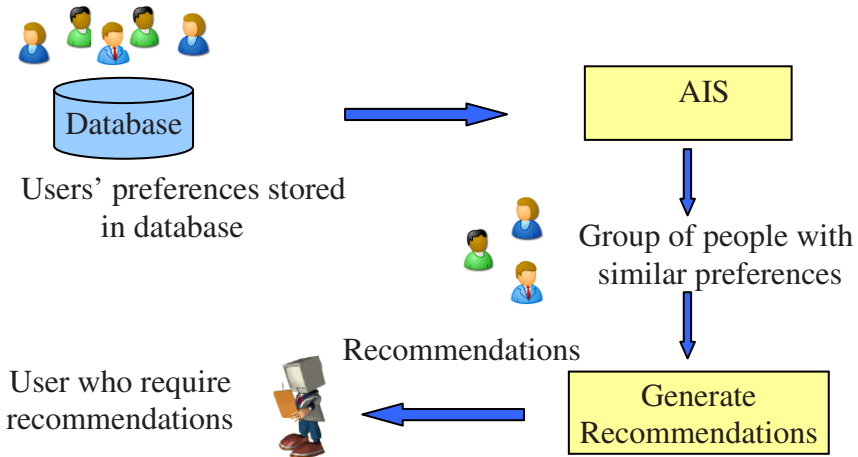 Database
AIS
Users’ preferences stored
in database
Group of people with
similar preferences
Recommendations
User who require
recommendations
Generate
Recommendations